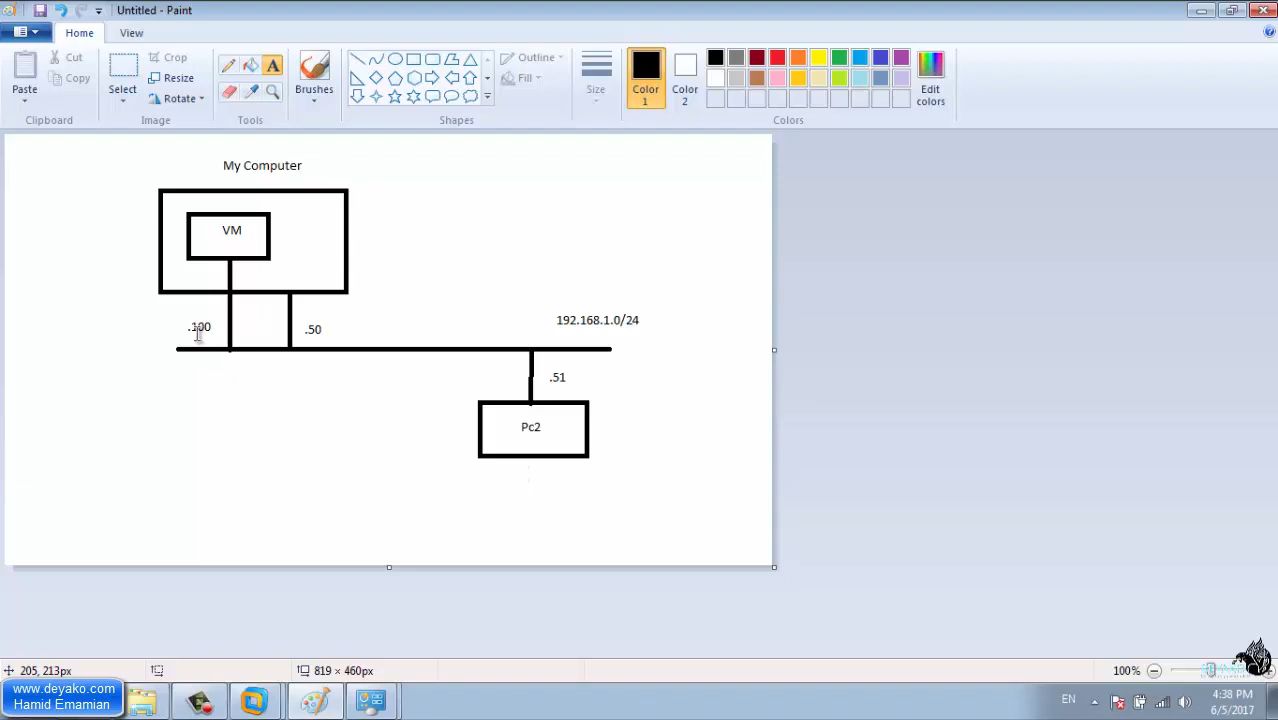 Untitled - Paint
Home
View
Paste
Cut
Copy
Clipboard
Select
Crop
Resize
Rotate
Image
A
Tools
Brushes
Outline
Fill
Shapes
Size
Color 1
Color 2
Edit colors
Colors
My Computer
VM
.100
.50
192.168.1.0/24
.51
Pc2
205, 213px
819 × 460px
100%
www.deyako.com
Hamid Emamian
EN
4:38 PM
6/5/2017